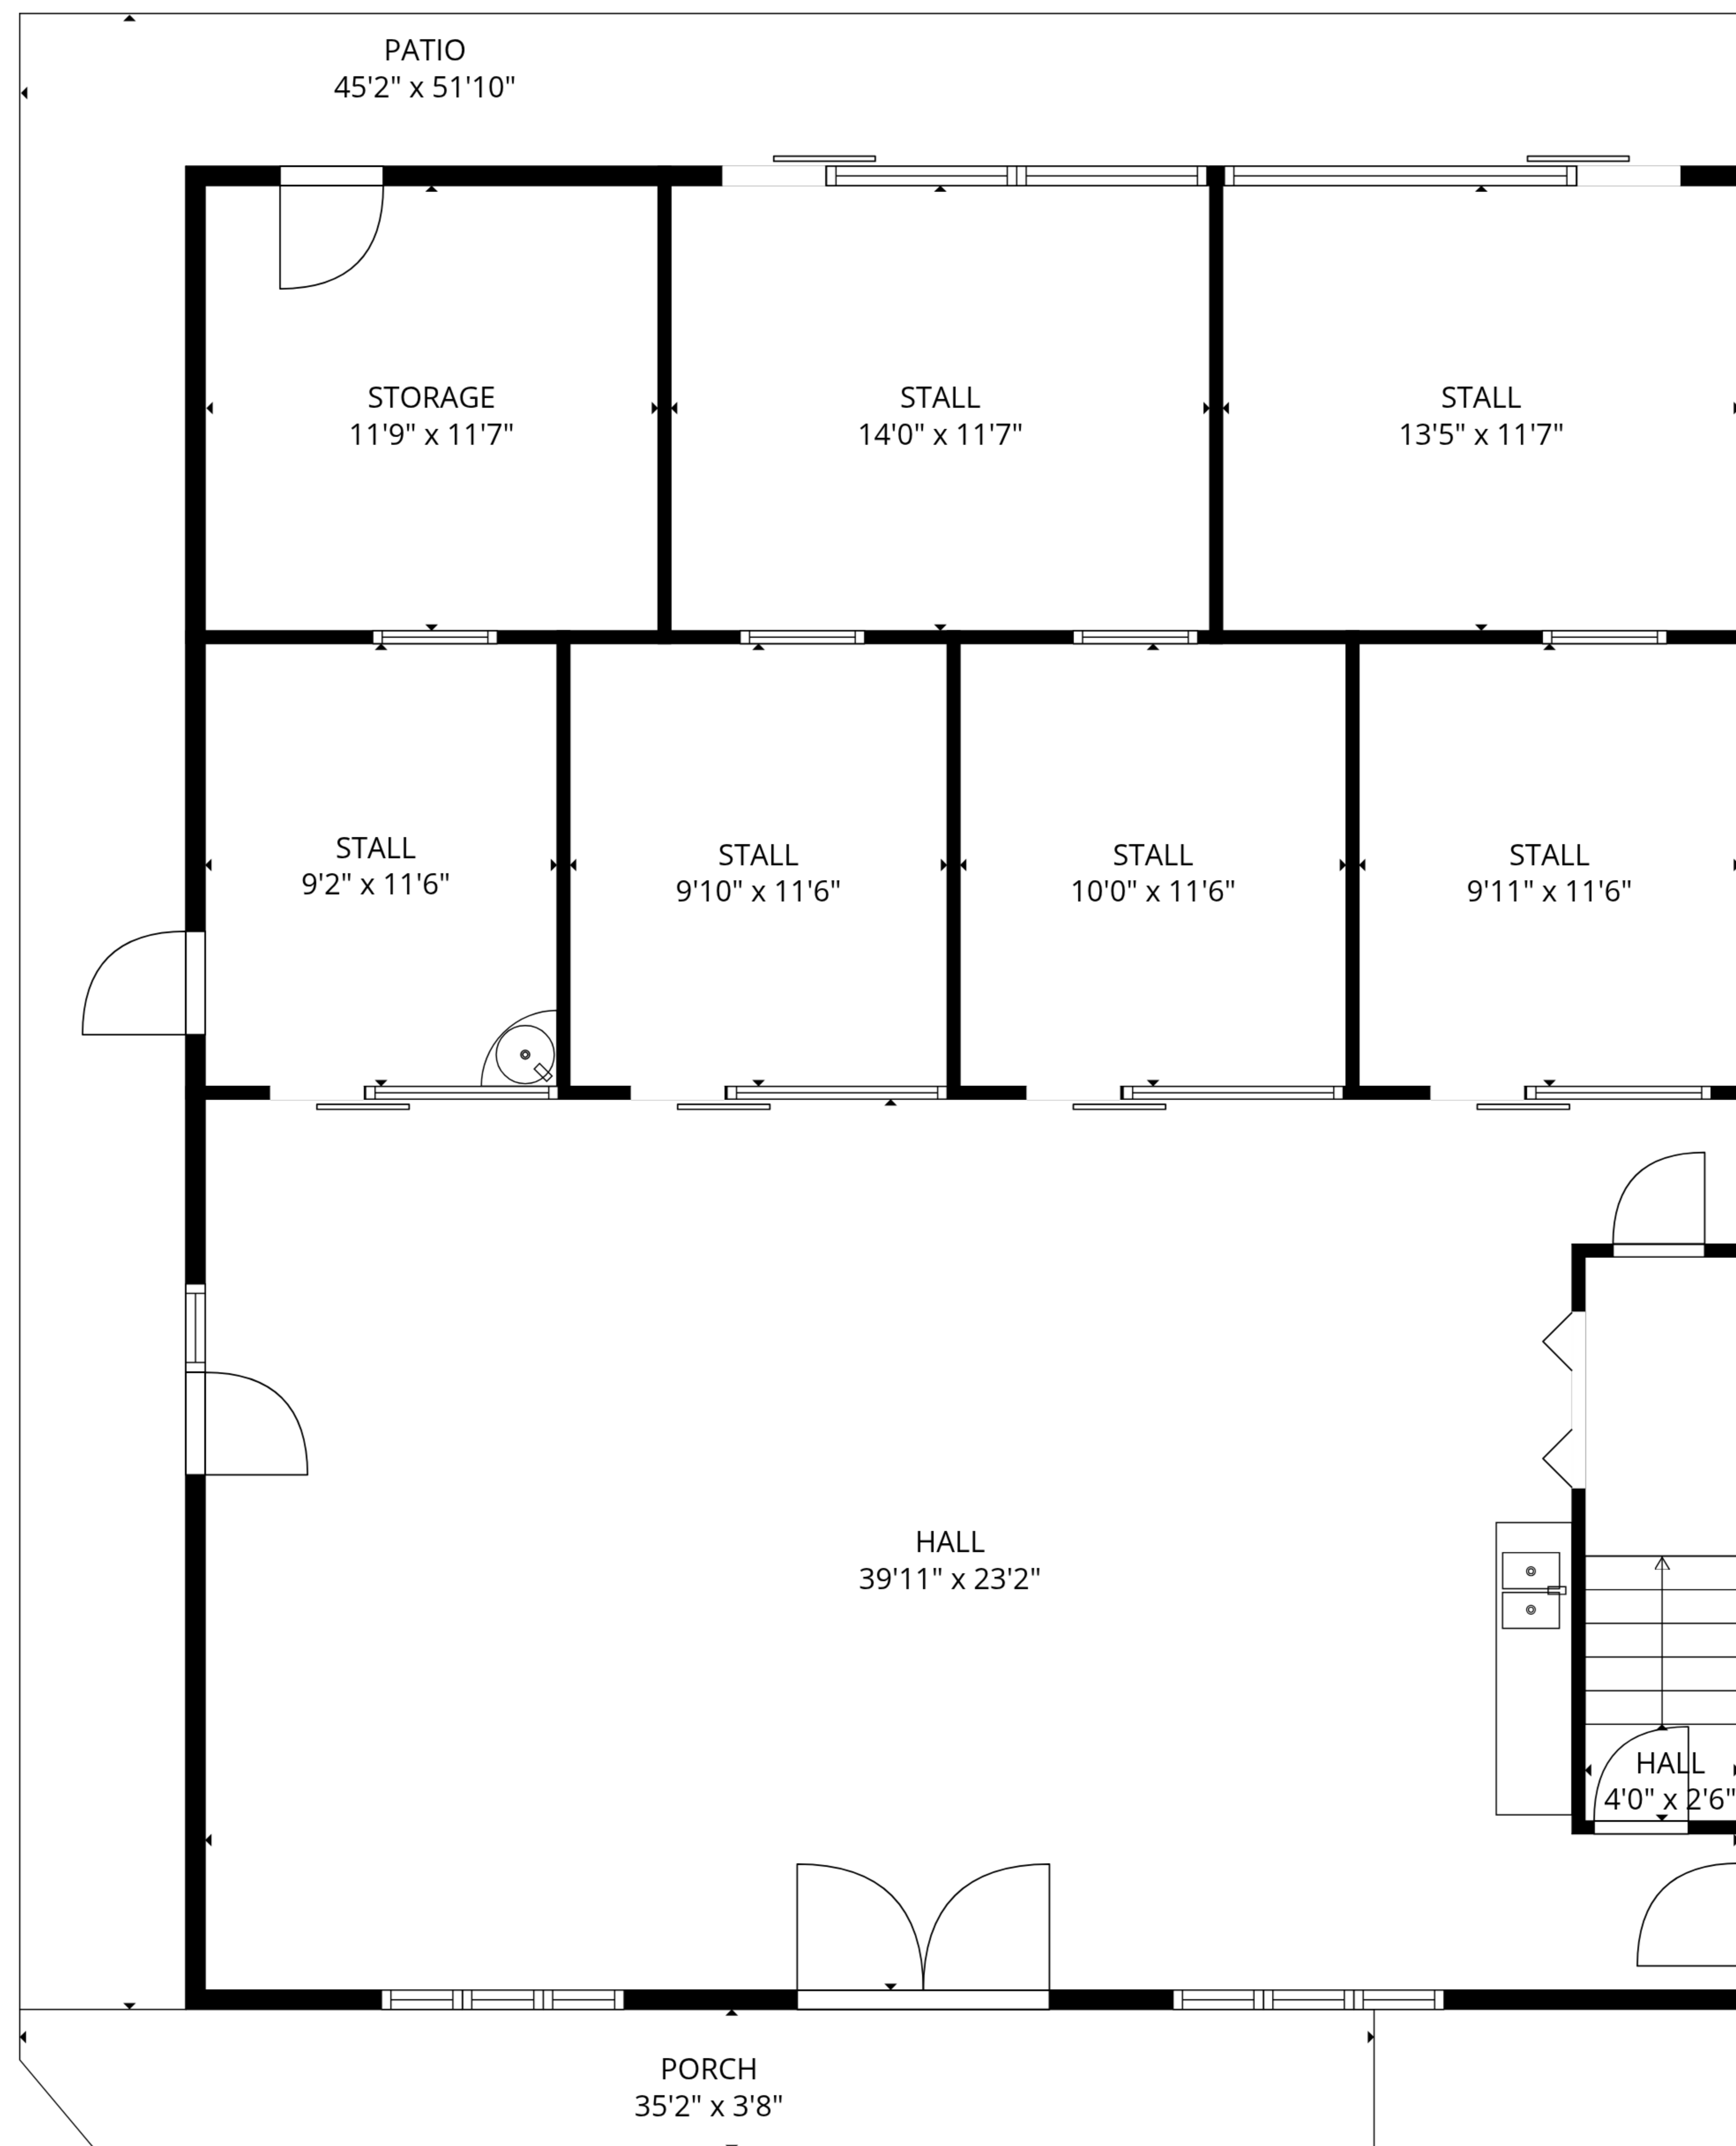 PATIO
45'2" x 51'10"
STORAGE
11'9" x 11'7"
STALL
14'0" x 11'7"
STALL
13'5" x 11'7"
STALL
9'2" x 11'6"
STALL
9'10" x 11'6"
STALL
10'0" x 11'6"
STALL
9'11" x 11'6"
HALL
39'11" x 23'2"
HALL
4'0" x 2'6"
PORCH
35'2" x 3'8"